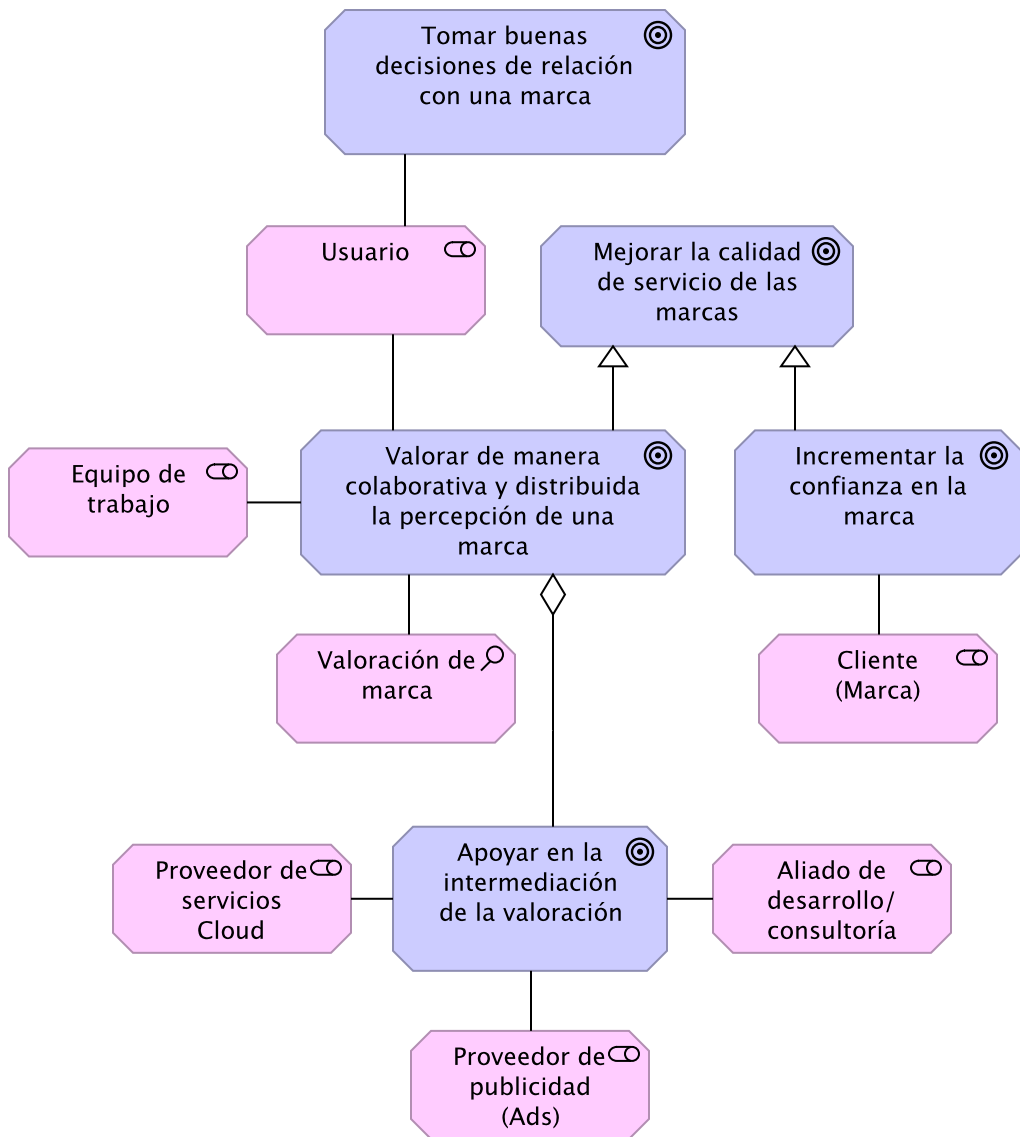 Tomar buenas
decisiones de relación
con una marca
Usuario
Mejorar la calidad
de servicio de las
marcas
Equipo de
trabajo
Valorar de manera
colaborativa y distribuida
la percepción de una
marca
Incrementar la
confianza en la
marca
Valoración de
marca
Cliente
(Marca)
Proveedor de
servicios
Cloud
Apoyar en la
intermediación
de la valoración
Aliado de
desarrollo/
consultoría
Proveedor de
publicidad
(Ads)